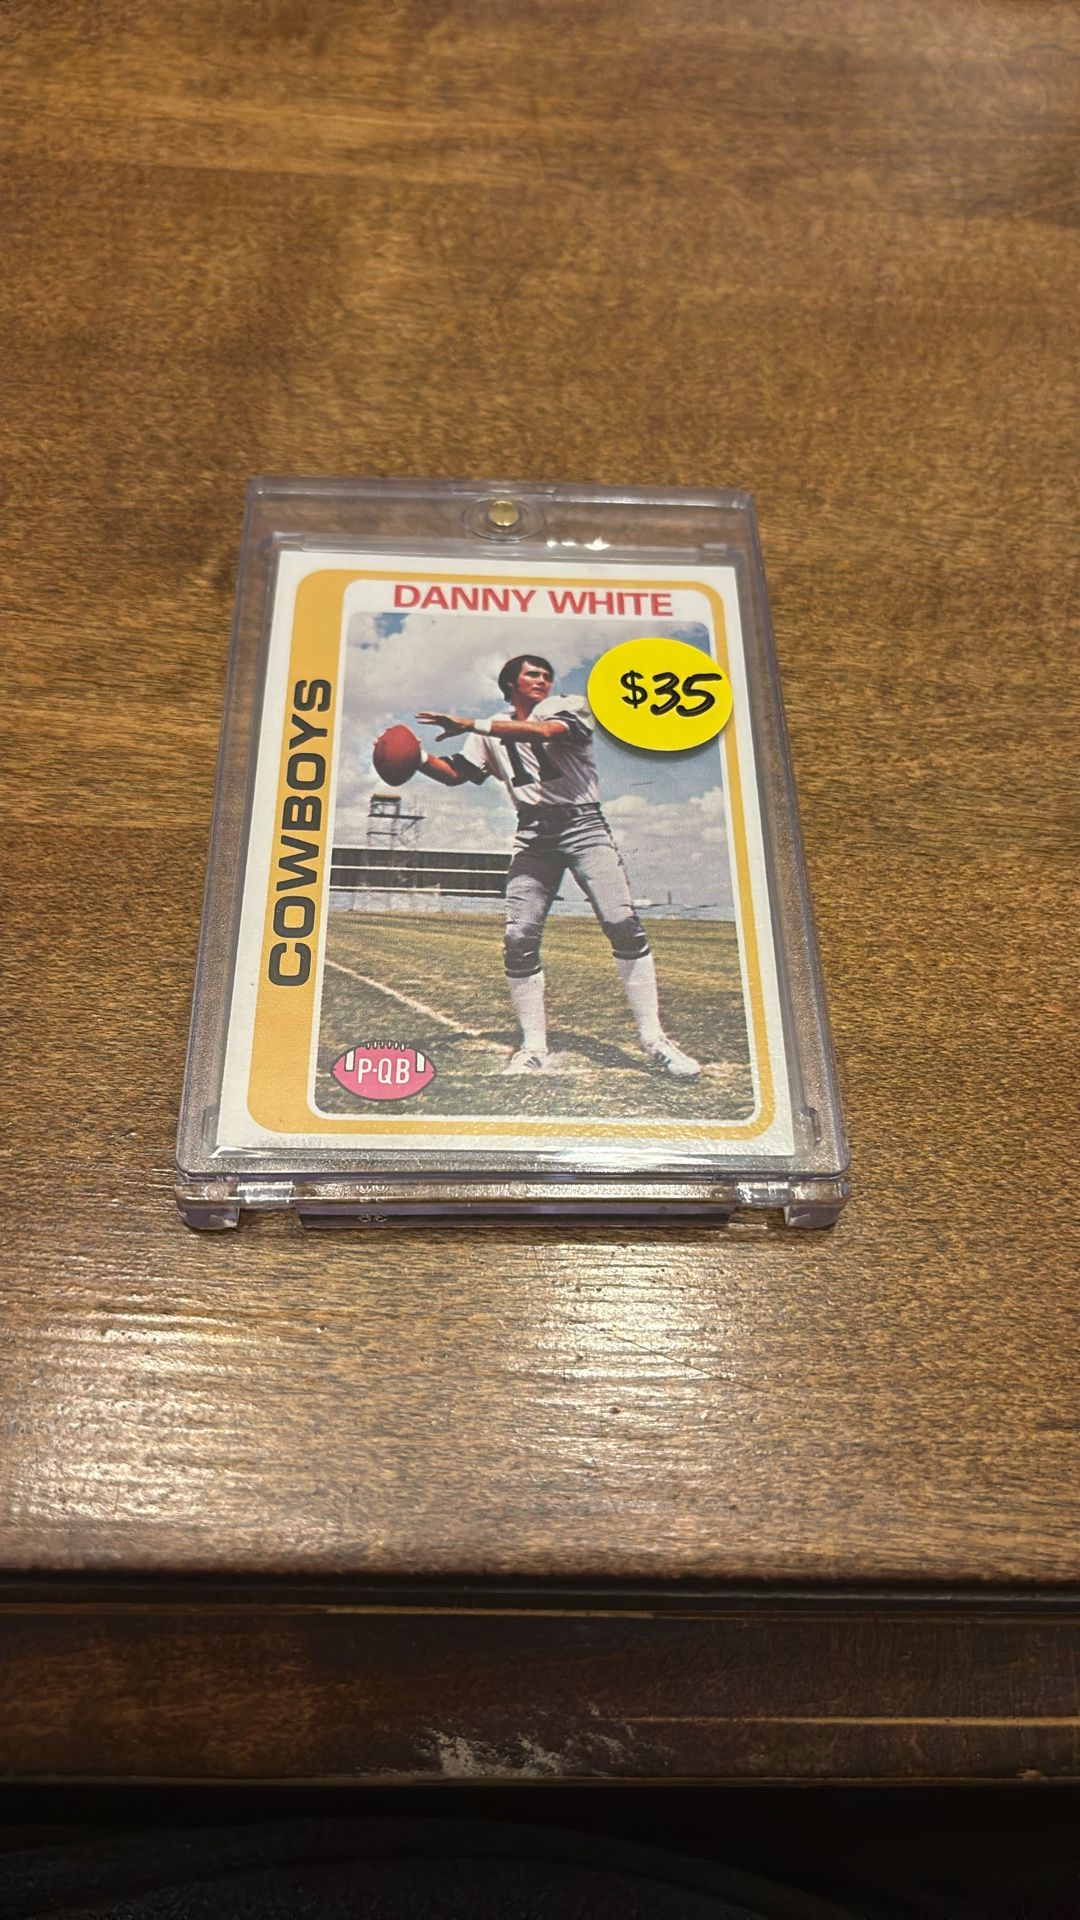 DANNY WHITE
$35
COWBOYS
11
P-QB